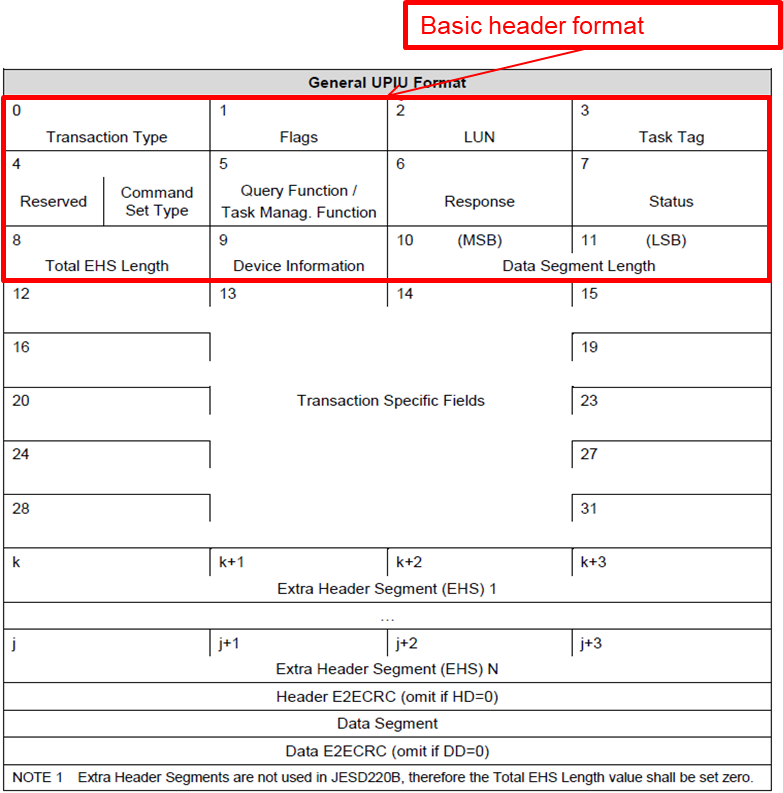 Basic header format
General UPIU Format
0 1 2 3
Transaction Type Flags LUN Task Tag
4 5 6 7
Reserved Command Set Type Query Function / Task Manag. Function Response Status
8 9 10 (MSB) 11 (LSB)
Total EHS Length Device Information Data Segment Length
12 13 14 15
16 19
20 Transaction Specific Fields 23
24 27
28 31
k k+1 k+2 k+3
Extra Header Segment (EHS) 1
...
j j+1 j+2 j+3
Extra Header Segment (EHS) N
Header E2ECRC (omit if HD=0)
Data Segment
Data E2ECRC (omit if DD=0)
NOTE 1 Extra Header Segments are not used in JESD220B, therefore the Total EHS Length value shall be set zero.